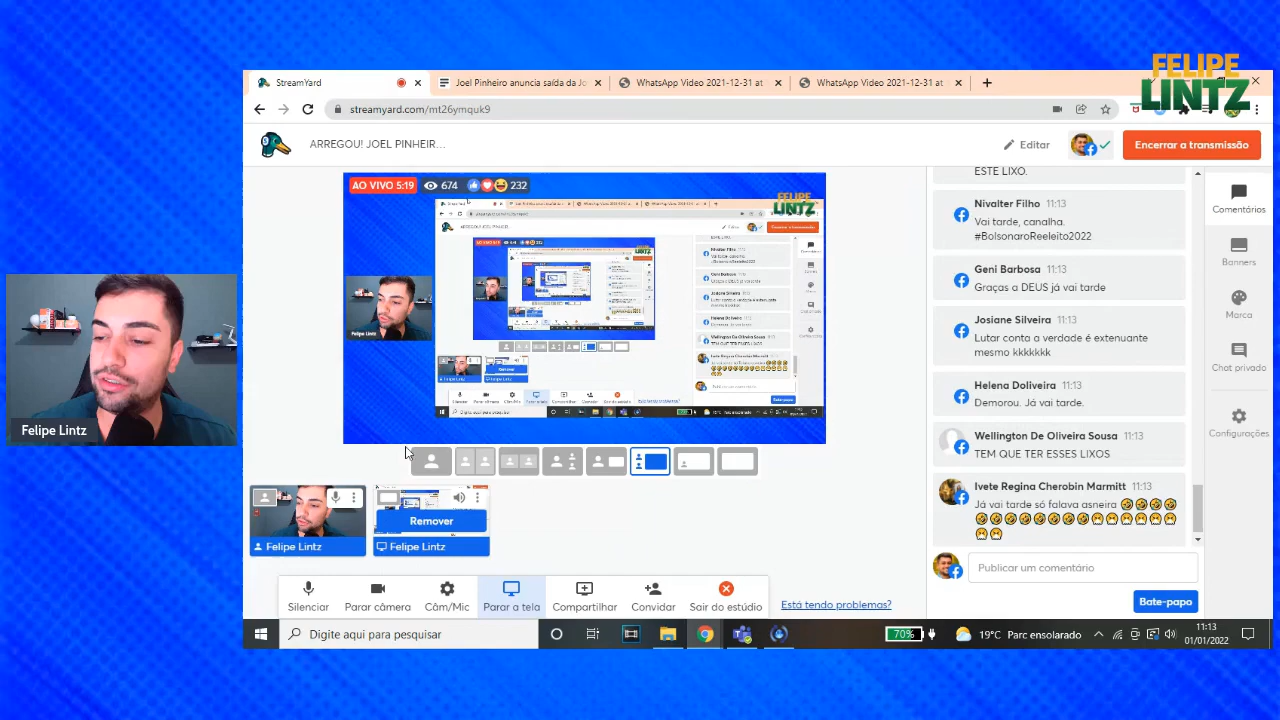 FELIPE
LINTZ
StreamYard
Joel Pinheiro anuncia saída da Jo
WhatsApp Video 2021-12-31 at
WhatsApp Video 2021-12-31 at
streamyard.com/mt26ymquk9
ARREGOU! JOEL PINHEIR...
Editar
Encerrar a transmissão
AO VIVO 5:19
674
232
FELIPE
LINTZ
Felipe Lintz
ESTE LIXO.
Nivalter Filho 11:13
Vai tarde, canalha.
#BolsonaroReeleito2022
Geni Barbosa 11:13
Graças a DEUS já vai tarde
Josiane Silveira 11:13
Lutar conta a verdade é extenuante
mesmo kkkkkkk
Helena Doliveira 11:13
Demorou. Já vai tarde.
Wellington De Oliveira Sousa 11:13
TEM QUE TER ESSES LIXOS
Ivete Regina Cherobin Marmitt 11:13
Já vai tarde só falava asneira 🤣🤣🤣🤣
Publicar um comentário
Bate-papo
Comentários
Banners
Marca
Chat privado
Configurações
Felipe Lintz
Felipe Lintz
Remover
Felipe Lintz
Silenciar
Parar câmera
Câm/Mic
Parar a tela
Compartilhar
Convidar
Sair do estúdio
Está tendo problemas?
Digite aqui para pesquisar
70%
19°C Parc ensolarado
11:13
01/01/2022